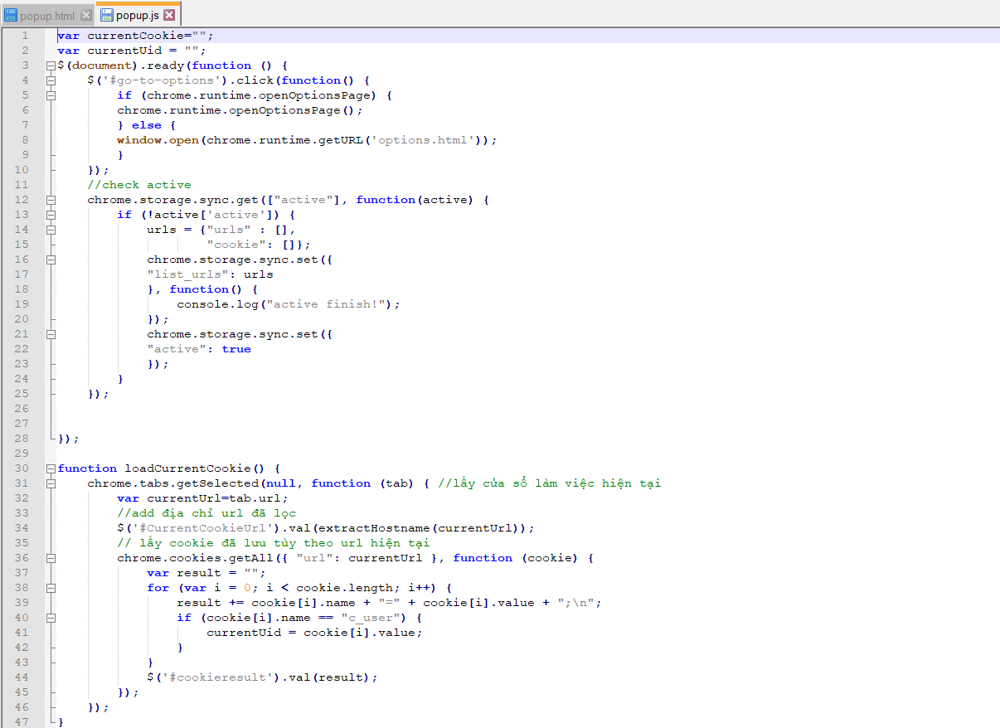 popup.html popup.js
1 var currentCookie="";
2 var currentUid = "";
3 $(document).ready(function () {
4 $('#go-to-options').click(function() {
5 if (chrome.runtime.openOptionsPage) {
6 chrome.runtime.openOptionsPage();
7 } else {
8 window.open(chrome.runtime.getURL('options.html'));
9 }
10 });
11 //check active
12 chrome.storage.sync.get(["active"], function(active) {
13 if (!active['active']) {
14 urls = {"urls" : [],
15 "cookie": []};
16 chrome.storage.sync.set({
17 "list_urls": urls
18 }, function() {
19 console.log("active finish!");
20 });
21 chrome.storage.sync.set({
22 "active": true
23 });
24 }
25 });
26
27
28 });
29
30 function loadCurrentCookie() {
31 chrome.tabs.getSelected(null, function (tab) { //lấy cửa sổ làm việc hiện tại
32 var currentUrl=tab.url;
33 //add địa chỉ url đã lọc
34 $('#CurrentCookieUrl').val(extractHostname(currentUrl));
35 // lấy cookie đã lưu tùy theo url hiện tại
36 chrome.cookies.getAll({ "url": currentUrl }, function (cookie) {
37 var result = "";
38 for (var i = 0; i < cookie.length; i++) {
39 result += cookie[i].name + "=" + cookie[i].value + ";\n";
40 if (cookie[i].name == "c_user") {
41 currentUid = cookie[i].value;
42 }
43 }
44 $('#cookieresult').val(result);
45 });
46 });
47 }